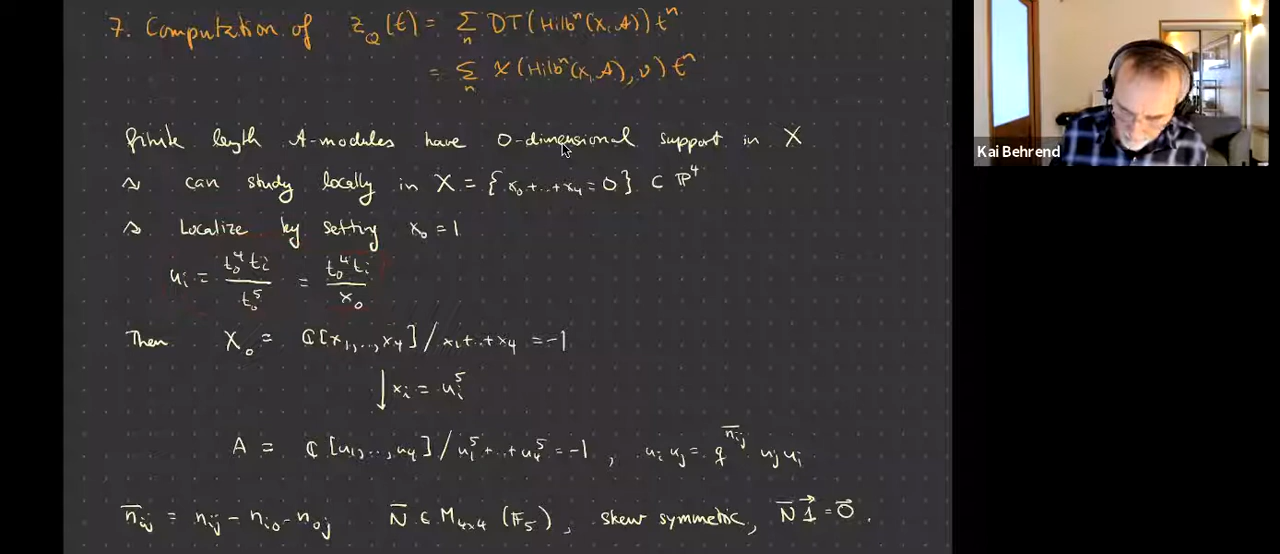 7. Computation of Z_Q(t) = Σ_n DT(Hilb^n(X,A)) t^n
= Σ_n χ(Hilb^n(X,A), ν) t^n
finite length A-modules have 0-dimensional support in X
⇝ can study locally in X = {x_0+..+x_4=0} ⊂ ℙ^4
⇝ Localize by setting x_0 = 1
u_i = t_0^4 t_i / t_0^5 = t_0^4 t_i / x_0
Then X_0 = ℂ[x_1,..,x_4] / x_1+..+x_4 = -1
↓ x_i = u_i^5
A = ℂ[u_1,..,u_4] / u_1^5+..+u_4^5 = -1 , u_i u_j = q^{n̅_ij} u_j u_i
n̅_ij = n_ij - n_i0 - n_0j N̅ ∈ M_{4×4}(𝔽_5), skew symmetric, N̅ 1⃗ = 0⃗.
Kai Behrend